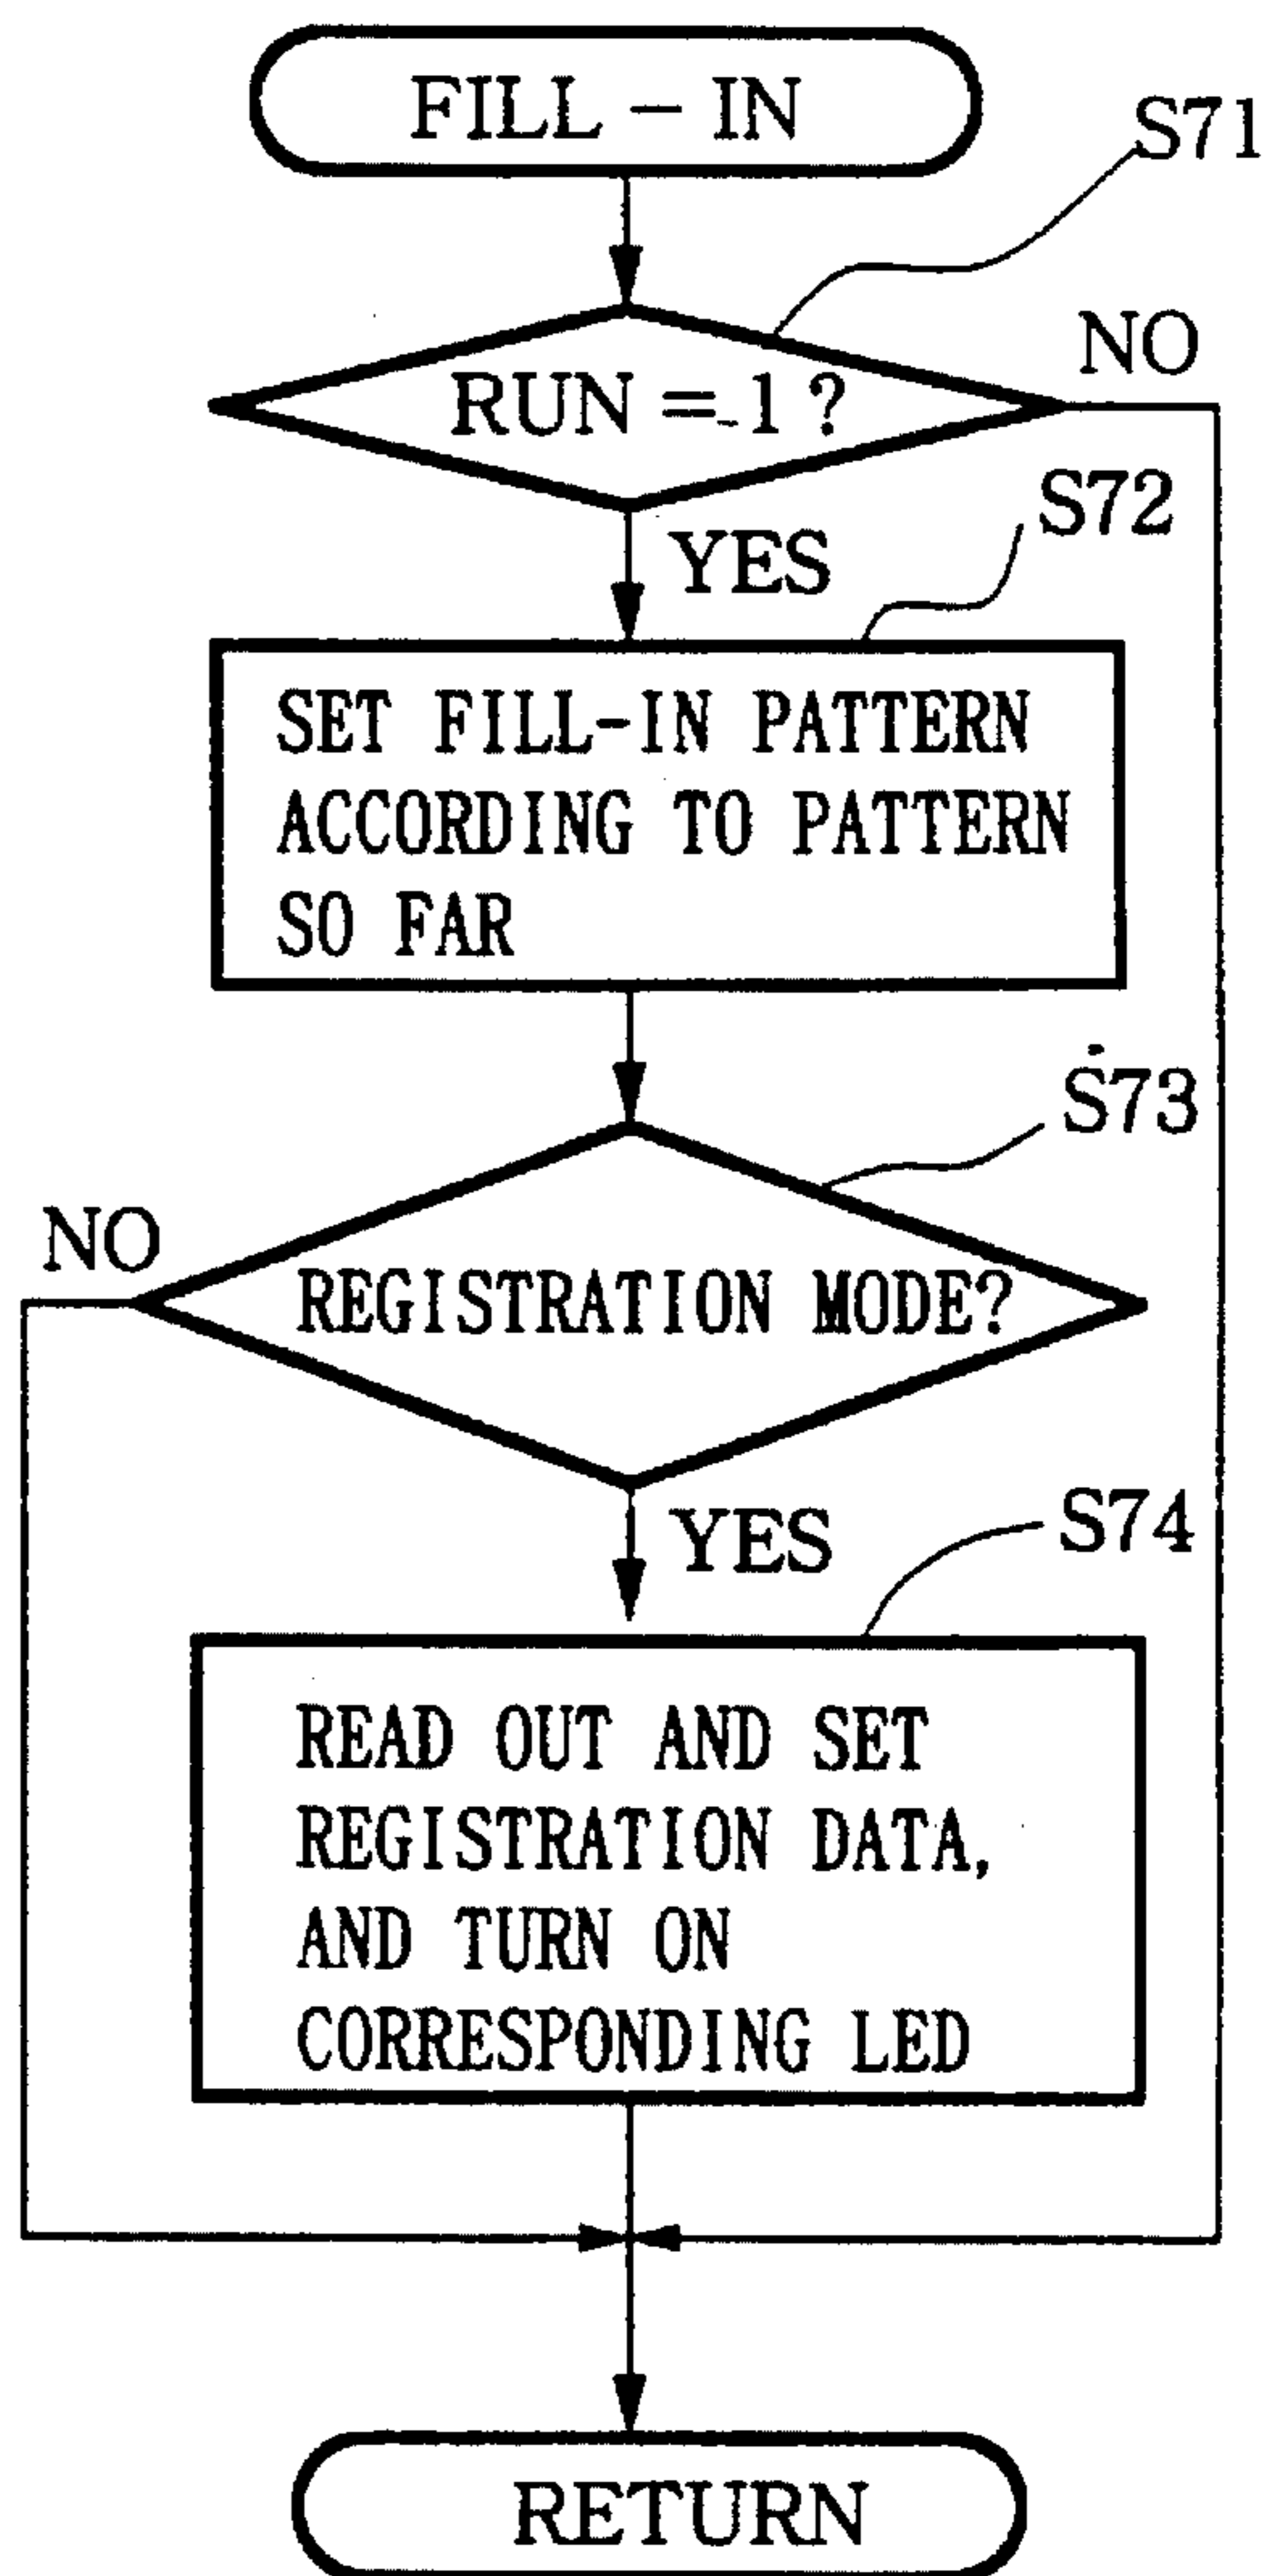 FILL - IN
S71
RUN = 1 ?
NO
YES
S72
SET FILL-IN PATTERN
ACCORDING TO PATTERN
SO FAR
S73
NO
REGISTRATION MODE?
YES
S74
READ OUT AND SET
REGISTRATION DATA,
AND TURN ON
CORRESPONDING LED
RETURN